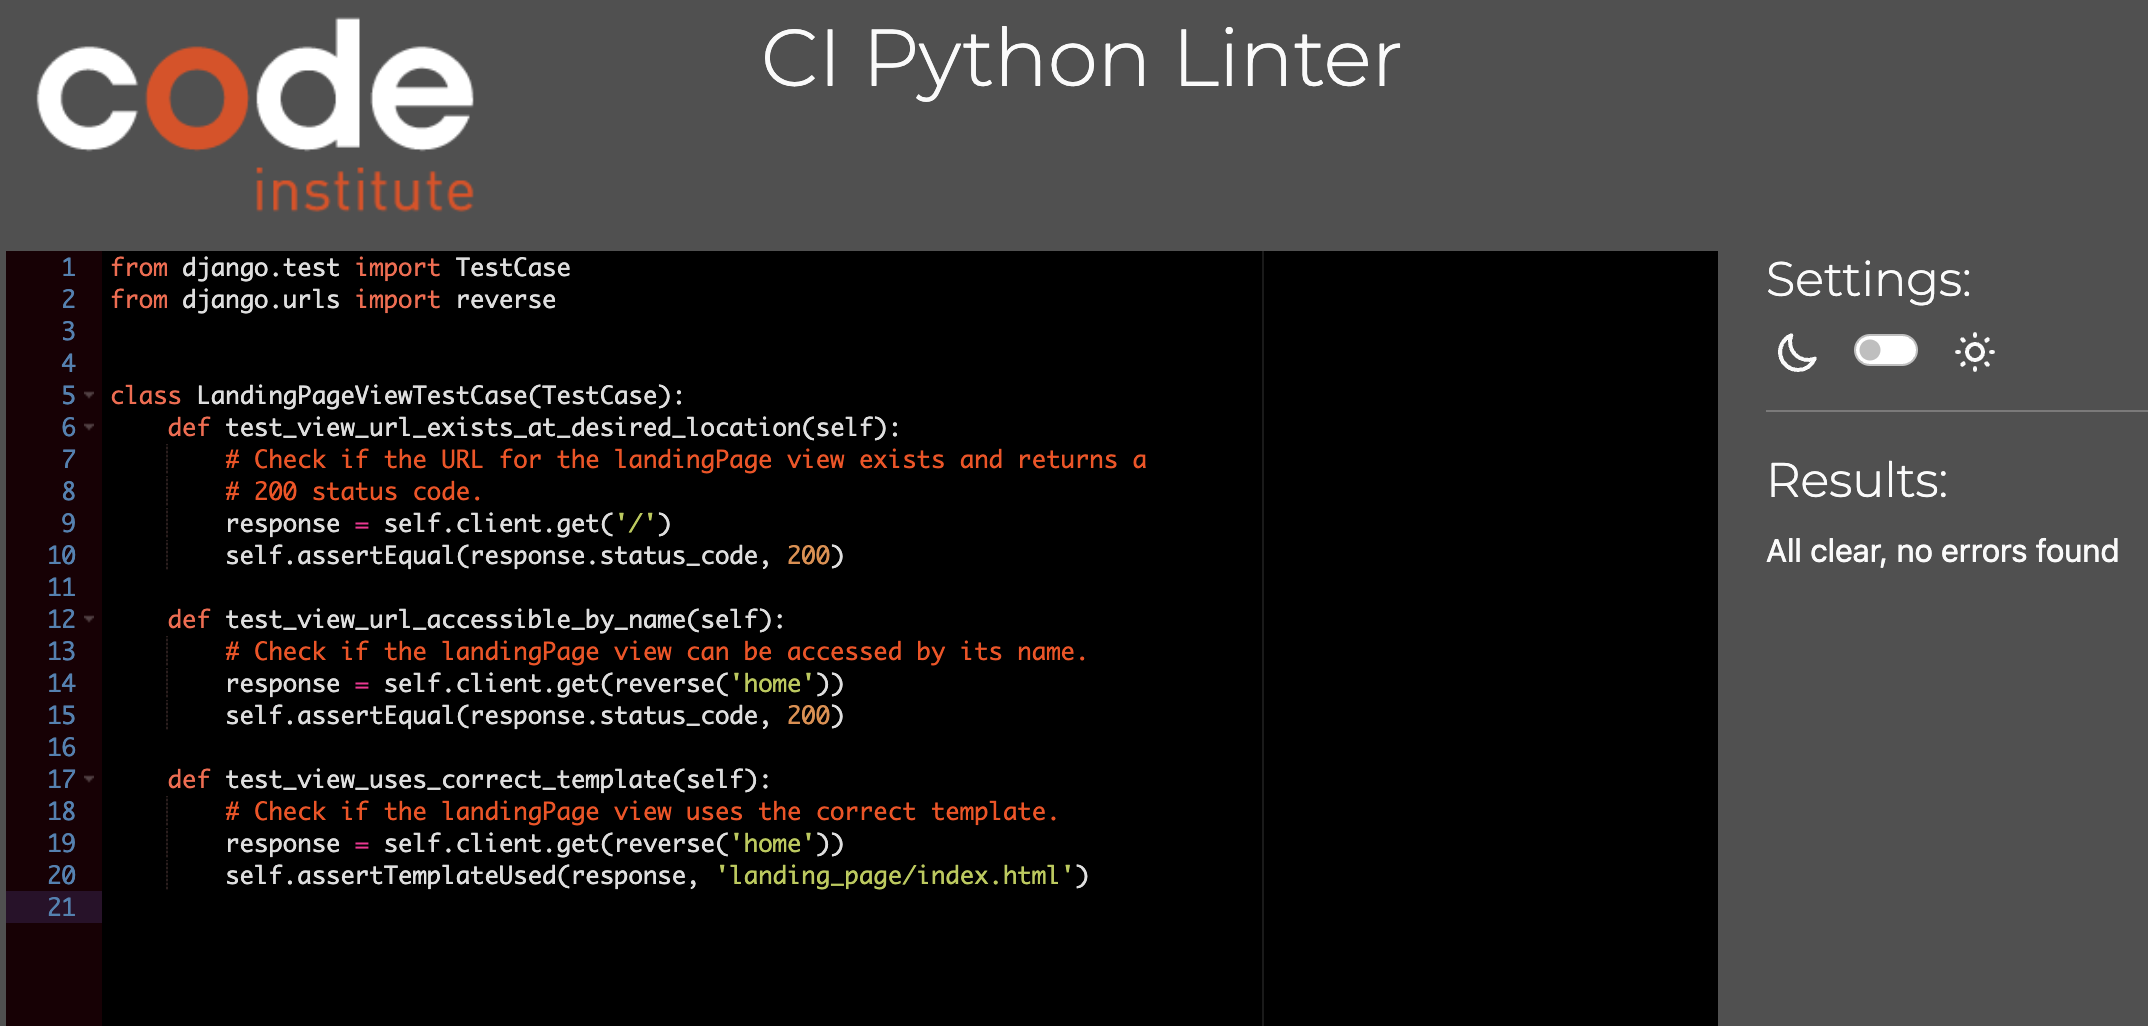 code
institute
CI Python Linter
1 from django.test import TestCase
2 from django.urls import reverse
3
4
5 class LandingPageViewTestCase(TestCase):
6     def test_view_url_exists_at_desired_location(self):
7         # Check if the URL for the landingPage view exists and returns a
8         # 200 status code.
9         response = self.client.get('/')
10         self.assertEqual(response.status_code, 200)
11
12     def test_view_url_accessible_by_name(self):
13         # Check if the landingPage view can be accessed by its name.
14         response = self.client.get(reverse('home'))
15         self.assertEqual(response.status_code, 200)
16
17     def test_view_uses_correct_template(self):
18         # Check if the landingPage view uses the correct template.
19         response = self.client.get(reverse('home'))
20         self.assertTemplateUsed(response, 'landing_page/index.html')
21
Settings:
Results:
All clear, no errors found